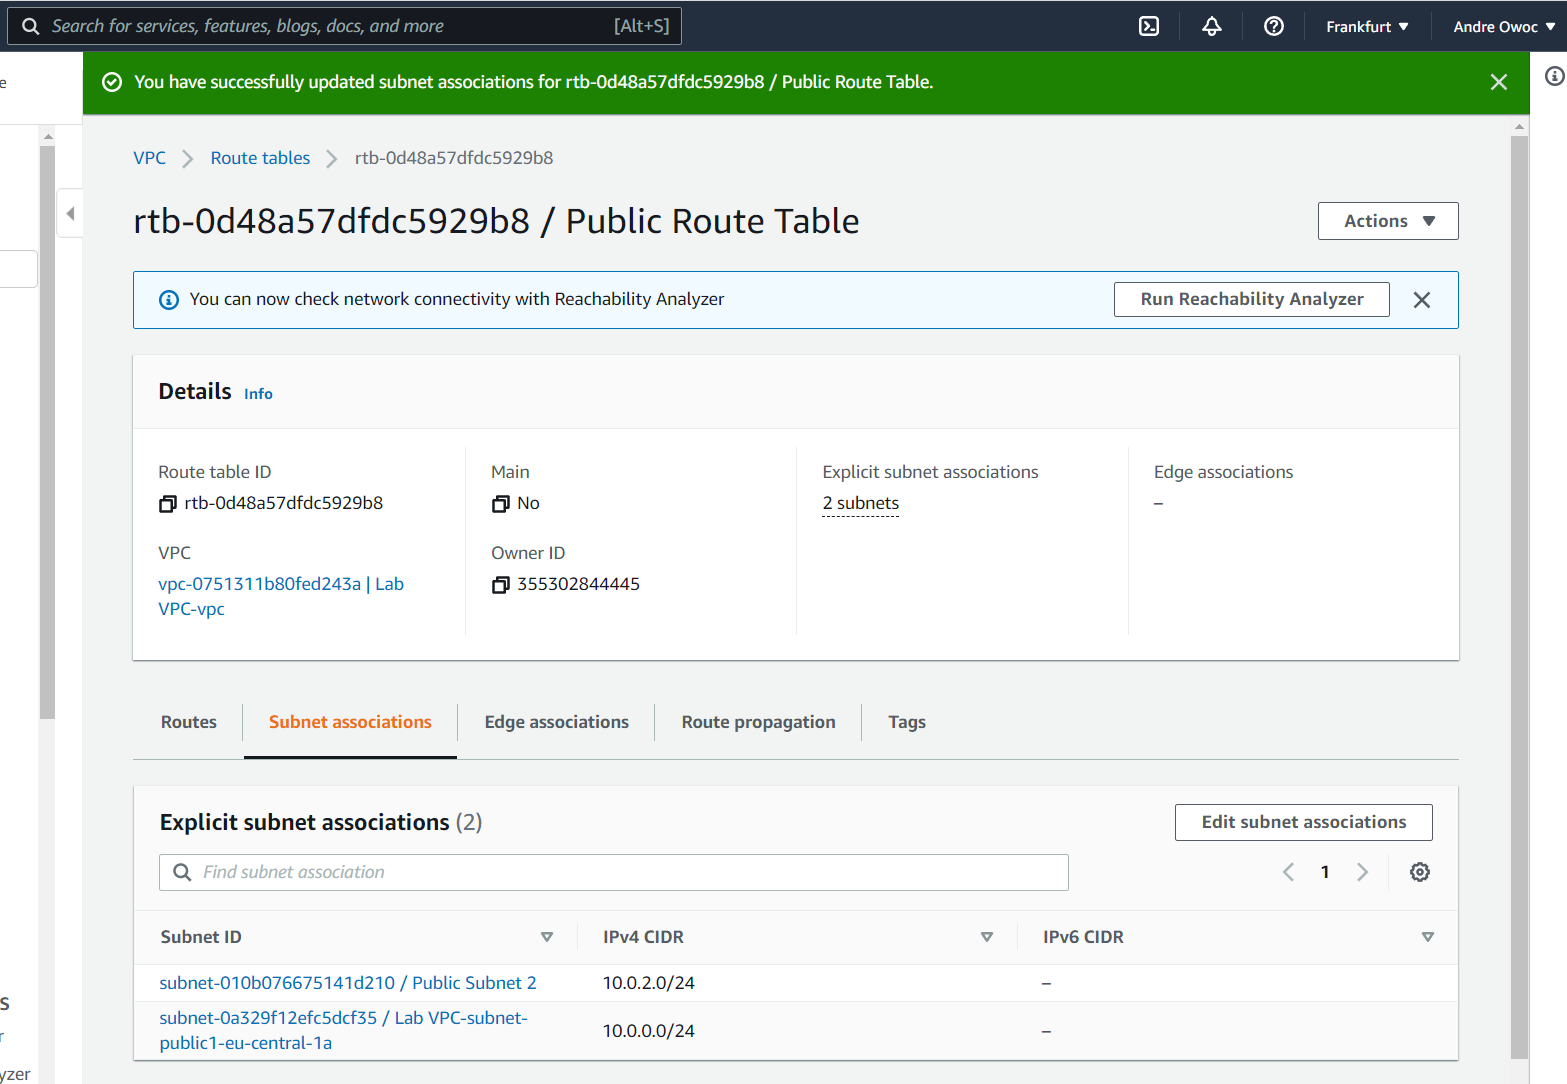 Search for services, features, blogs, docs, and more [Alt+S] Frankfurt ▼ Andre Owoc ▼
e
You have successfully updated subnet associations for rtb-0d48a57dfdc5929b8 / Public Route Table.
VPC > Route tables > rtb-0d48a57dfdc5929b8
rtb-0d48a57dfdc5929b8 / Public Route Table
Actions ▼
You can now check network connectivity with Reachability Analyzer
Run Reachability Analyzer
Details Info
Route table ID
rtb-0d48a57dfdc5929b8
Main
No
Explicit subnet associations
2 subnets
Edge associations
–
VPC
vpc-0751311b80fed243a | Lab
VPC-vpc
Owner ID
355302844445
Routes
Subnet associations
Edge associations
Route propagation
Tags
Explicit subnet associations (2)
Edit subnet associations
Find subnet association
1
Subnet ID
IPv4 CIDR
IPv6 CIDR
subnet-010b076675141d210 / Public Subnet 2
10.0.2.0/24
–
subnet-0a329f12efc5dcf35 / Lab VPC-subnet-
public1-eu-central-1a
10.0.0.0/24
–
S
r
yzer